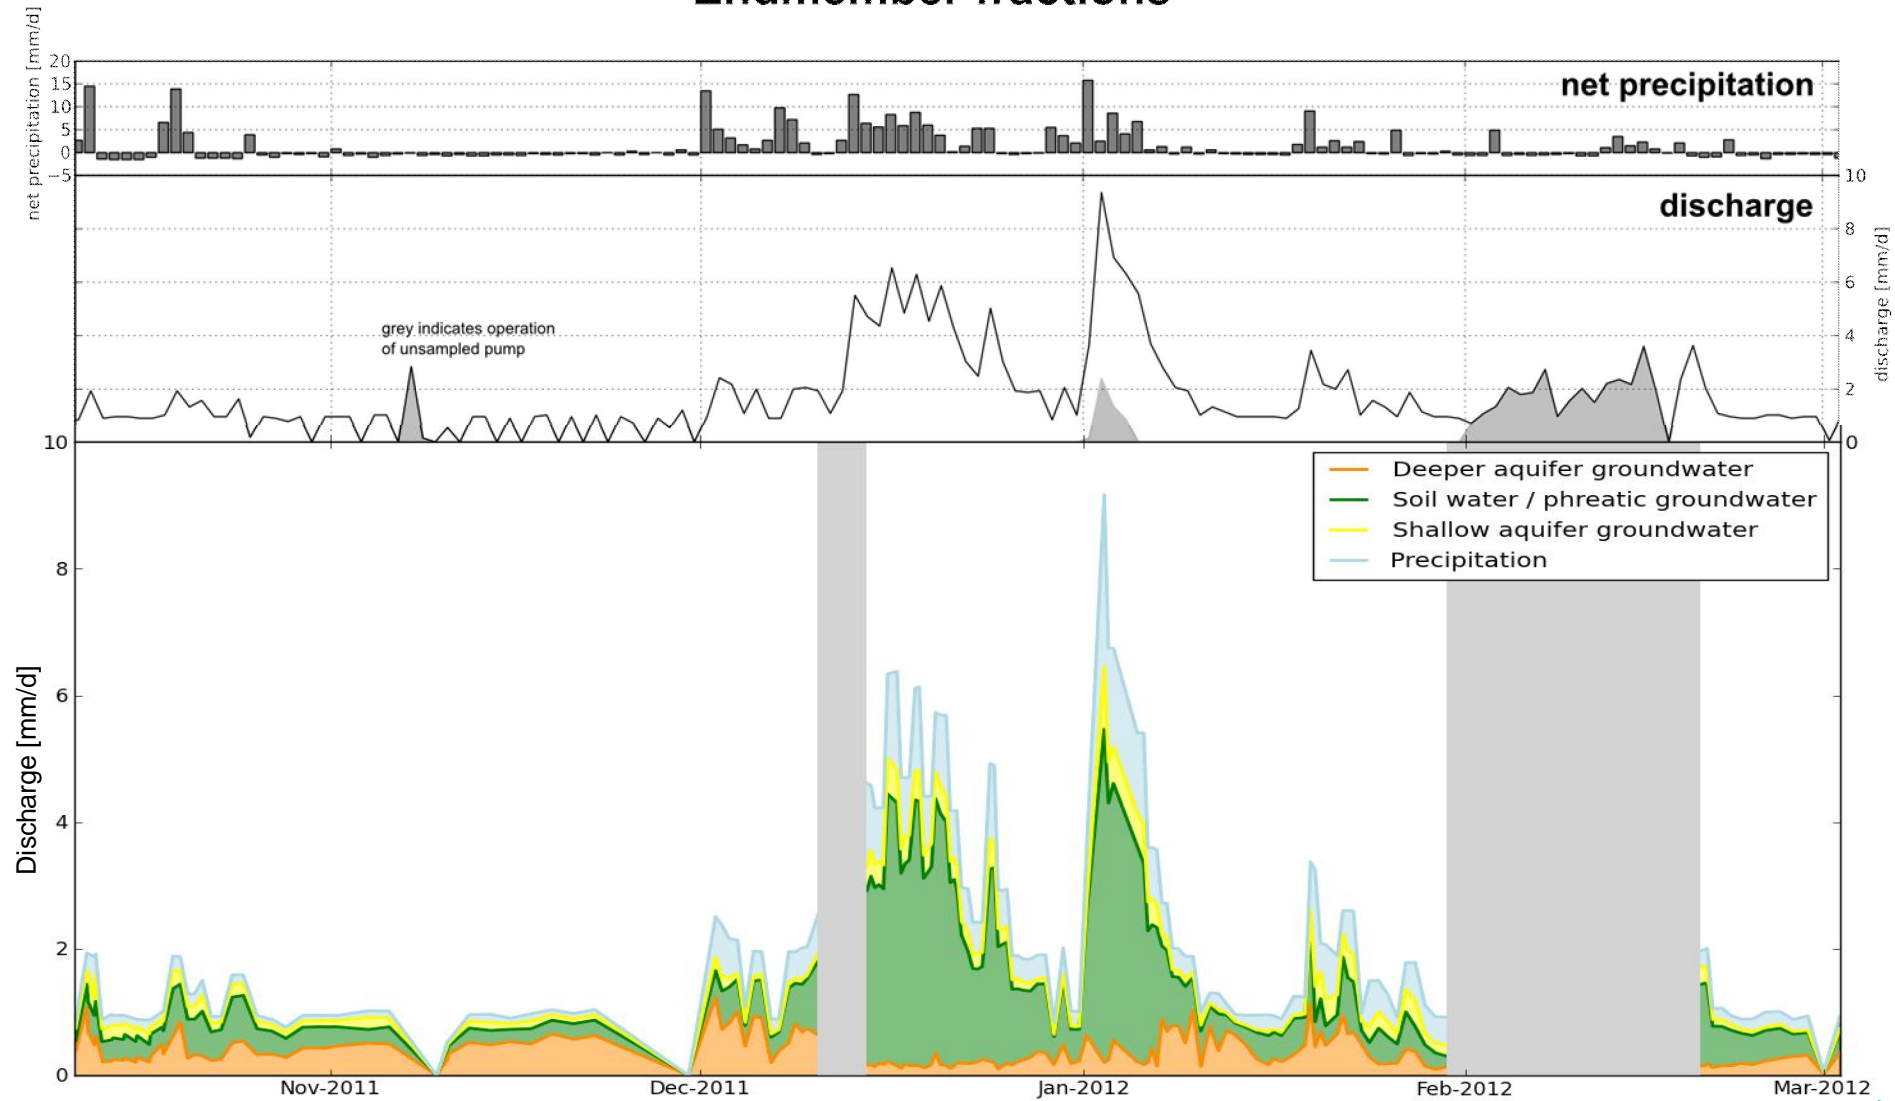 Endmember fractions
net precipitation [mm/d]
20
15
10
5
0
−5
net precipitation
10
8
6
4
2
0
discharge
discharge [mm/d]
grey indicates operation
of unsampled pump
10
8
6
4
2
0
Discharge [mm/d]
Deeper aquifer groundwater
Soil water / phreatic groundwater
Shallow aquifer groundwater
Precipitation
Nov-2011
Dec-2011
Jan-2012
Feb-2012
Mar-2012